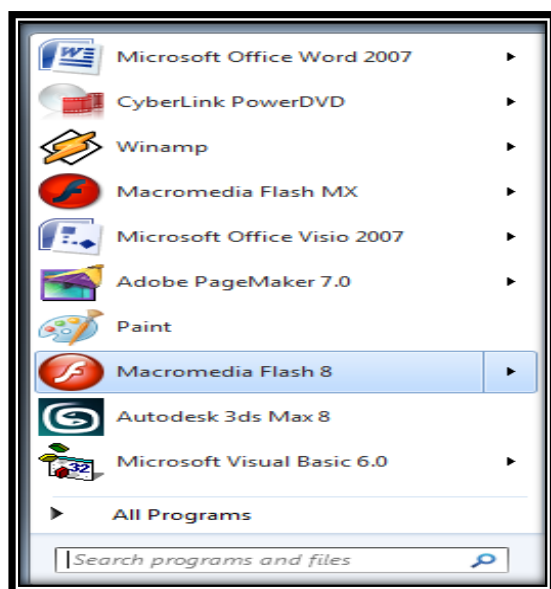 Microsoft Office Word 2007
CyberLink PowerDVD
Winamp
Macromedia Flash MX
Microsoft Office Visio 2007
Adobe PageMaker 7.0
Paint
Macromedia Flash 8
Autodesk 3ds Max 8
Microsoft Visual Basic 6.0
All Programs
Search programs and files